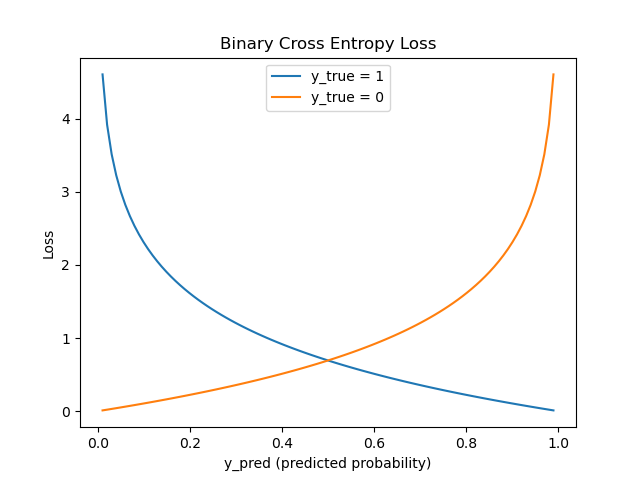 Binary Cross Entropy Loss
y_true = 1
y_true = 0
Loss
4
3
2
1
0
0.0 0.2 0.4 0.6 0.8 1.0
y_pred (predicted probability)